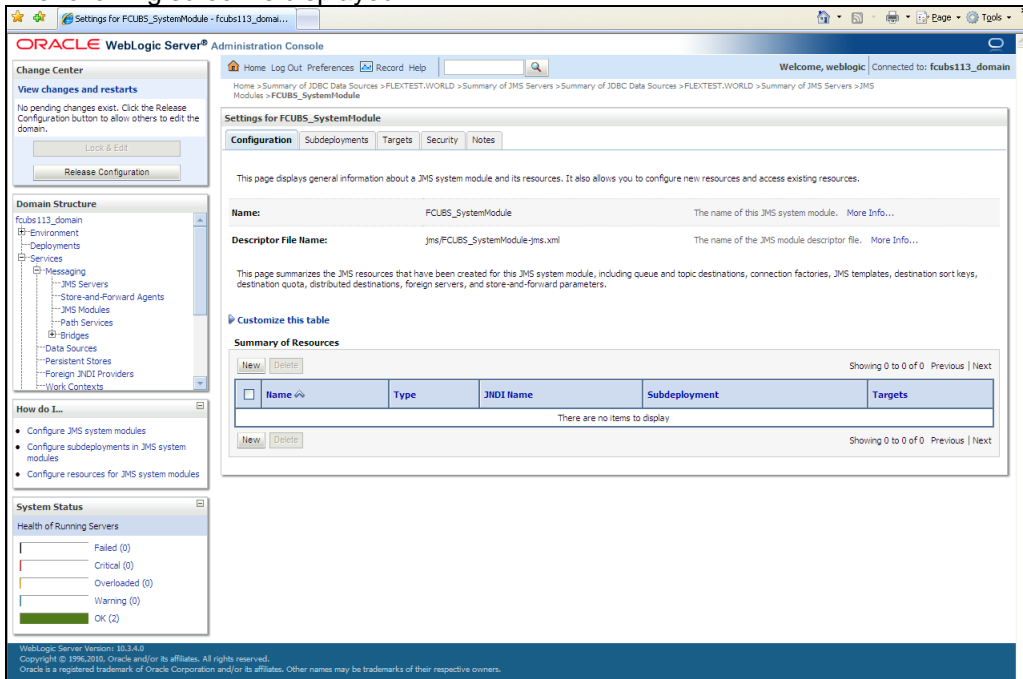 Settings for FCUBS_SystemModule - fcubs113_domai...
Page
Tools
ORACLE WebLogic Server® Administration Console
Change Center
View changes and restarts
No pending changes exist. Click the Release
Configuration button to allow others to edit the
domain.
Lock & Edit
Release Configuration
Domain Structure
fcubs113_domain
Environment
Deployments
Services
Messaging
JMS Servers
Store-and-Forward Agents
JMS Modules
Path Services
Bridges
Data Sources
Persistent Stores
Foreign JNDI Providers
Work Contexts
How do I...
Configure JMS system modules
Configure subdeployments in JMS system
modules
Configure resources for JMS system modules
System Status
Health of Running Servers
Failed (0)
Critical (0)
Overloaded (0)
Warning (0)
OK (2)
Home Log Out Preferences Record Help
Welcome, weblogic Connected to: fcubs113_domain
Home >Summary of JDBC Data Sources >FLEXTEST.WORLD >Summary of JMS Servers >Summary of JDBC Data Sources >FLEXTEST.WORLD >Summary of JMS Servers >JMS
Modules >FCUBS_SystemModule
Settings for FCUBS_SystemModule
Configuration Subdeployments Targets Security Notes
This page displays general information about a JMS system module and its resources. It also allows you to configure new resources and access existing resources.
Name: FCUBS_SystemModule The name of this JMS system module. More Info...
Descriptor File Name: jms/FCUBS_SystemModule-jms.xml The name of the JMS module descriptor file. More Info...
This page summarizes the JMS resources that have been created for this JMS system module, including queue and topic destinations, connection factories, JMS templates, destination sort keys,
destination quota, distributed destinations, foreign servers, and store-and-forward parameters.
Customize this table
Summary of Resources
New Delete Showing 0 to 0 of 0 Previous | Next
Name Type JNDI Name Subdeployment Targets
There are no items to display
New Delete Showing 0 to 0 of 0 Previous | Next
WebLogic Server Version: 10.3.4.0
Copyright © 1996,2010, Oracle and/or its affiliates. All rights reserved.
Oracle is a registered trademark of Oracle Corporation and/or its affiliates. Other names may be trademarks of their respective owners.